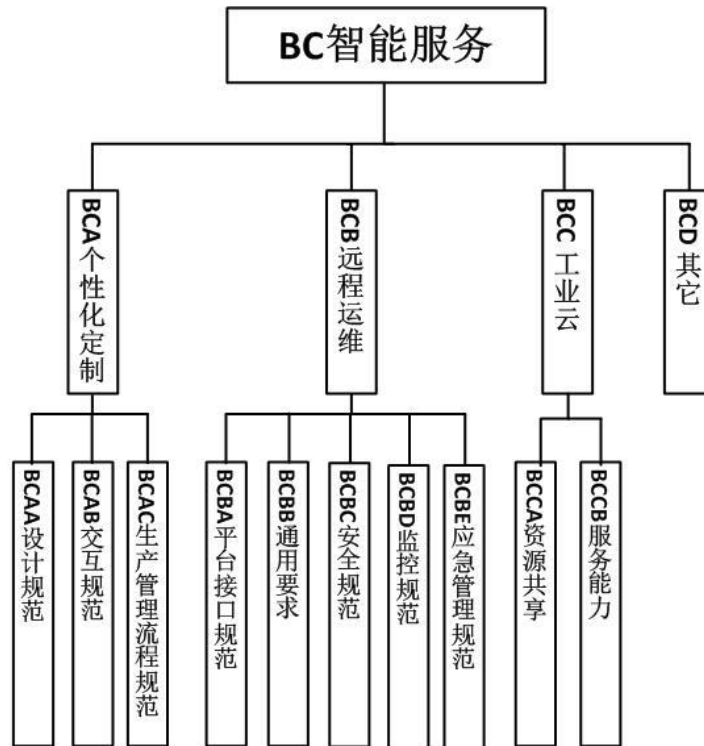 BC智能服务
BCA个性化定制
BCB远程运维
BCC工业云
BCD其它
BCAA设计规范
BCAB交互规范
BCAC生产管理流程规范
BCBA平台接口规范
BCBB通用要求
BCBC安全规范
BCBD监控规范
BCBE应急管理规范
BCCA资源共享
BCCB服务能力